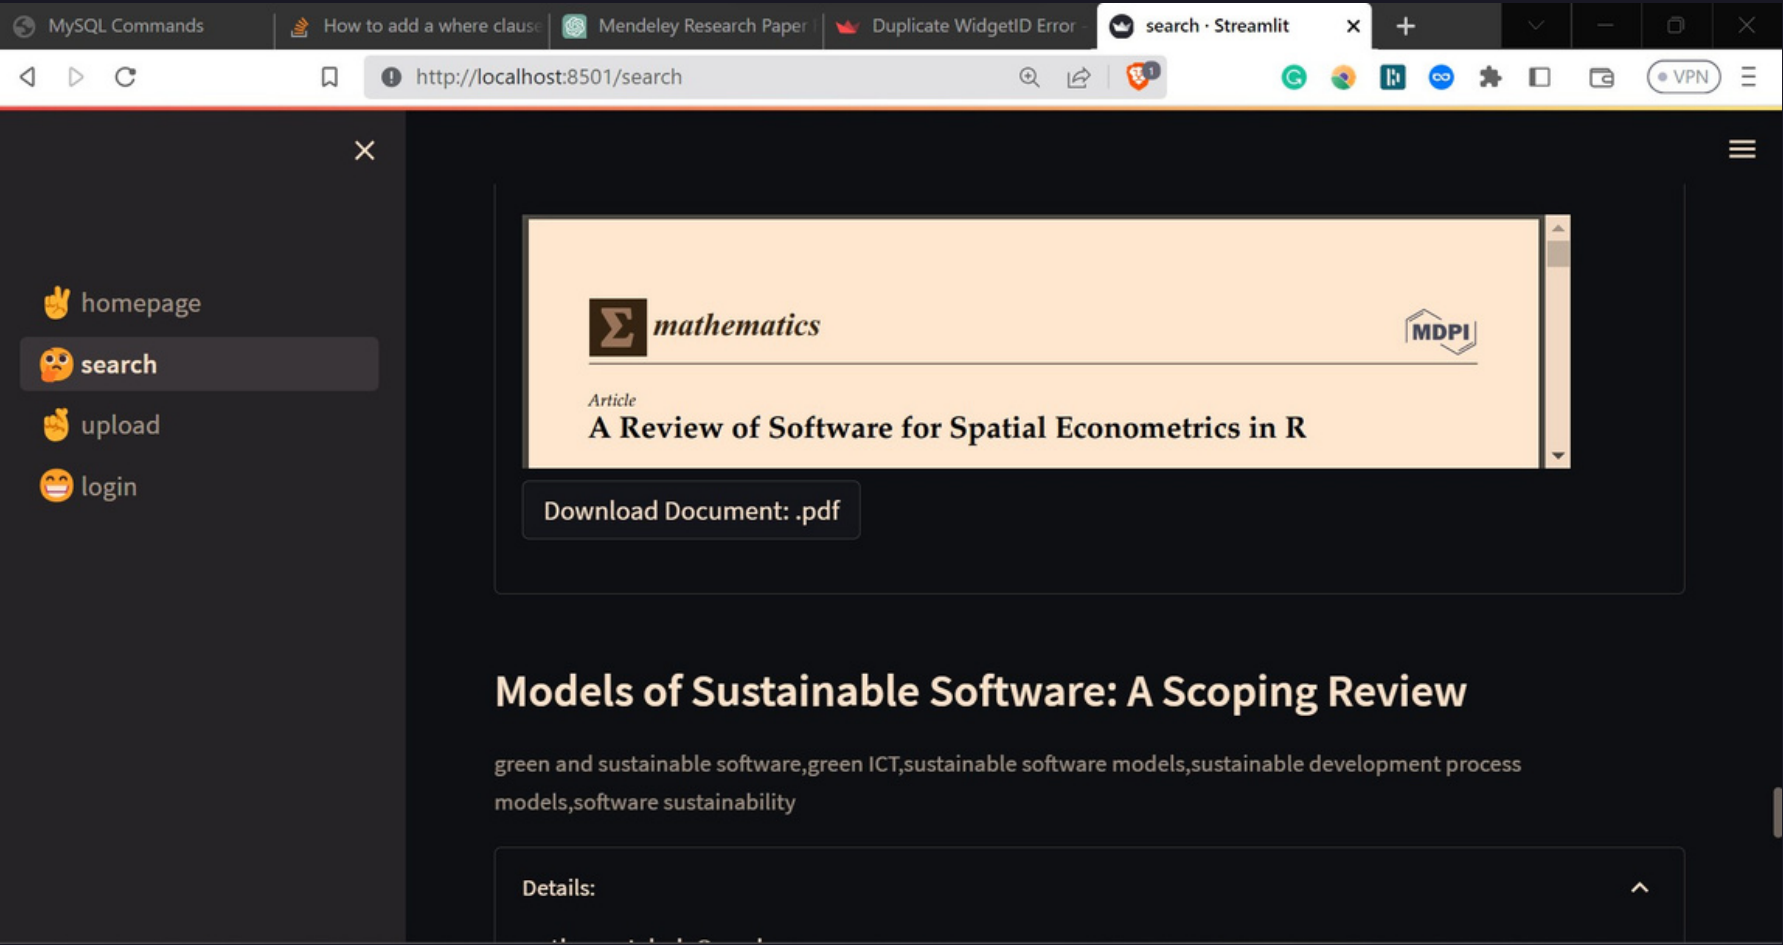 MySQL Commands
How to add a where clause
Mendeley Research Paper
Duplicate WidgetID Error -
search · Streamlit
http://localhost:8501/search
1
VPN
homepage
search
upload
login
Σ mathematics
MDPI
Article
A Review of Software for Spatial Econometrics in R
Download Document: .pdf
Models of Sustainable Software: A Scoping Review
green and sustainable software,green ICT,sustainable software models,sustainable development process
models,software sustainability
Details: